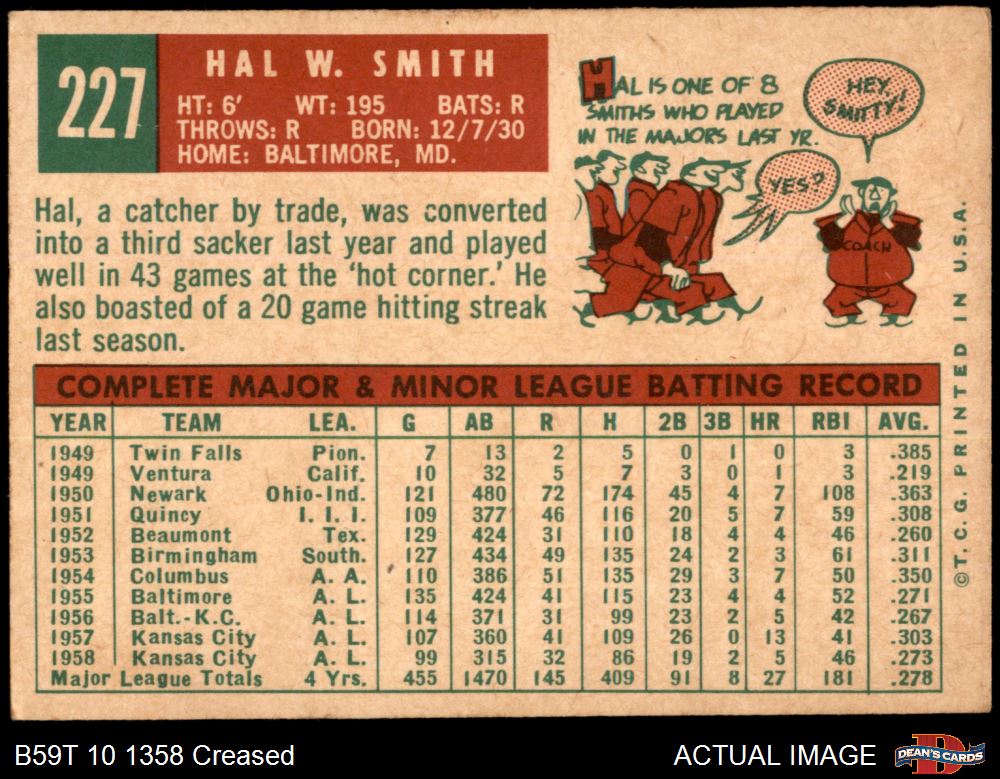 227
HAL W. SMITH
HT: 6' WT: 195 BATS: R
THROWS: R BORN: 12/7/30
HOME: BALTIMORE, MD.
HAL IS ONE OF 8
SMITHS WHO PLAYED
IN THE MAJORS LAST YR.
HEY,
SMITTY!
YES?
COACH
Hal, a catcher by trade, was converted
into a third sacker last year and played
well in 43 games at the 'hot corner.' He
also boasted of a 20 game hitting streak
last season.
COMPLETE MAJOR & MINOR LEAGUE BATTING RECORD
YEAR TEAM LEA. G AB R H 2B 3B HR RBI AVG.
1949 Twin Falls Pion. 7 13 2 5 0 1 0 3 .385
1949 Ventura Calif. 10 32 5 7 3 0 1 3 .219
1950 Newark Ohio-Ind. 121 480 72 174 45 4 7 108 .363
1951 Quincy I. I. I. 109 377 46 116 20 5 7 59 .308
1952 Beaumont Tex. 129 424 31 110 18 4 4 46 .260
1953 Birmingham South. 127 434 49 135 24 2 3 61 .311
1954 Columbus A. A. 110 386 51 135 29 3 7 50 .350
1955 Baltimore A. L. 135 424 41 115 23 4 4 52 .271
1956 Balt.-K.C. A. L. 114 371 31 99 23 2 5 42 .267
1957 Kansas City A. L. 107 360 41 109 26 0 13 41 .303
1958 Kansas City A. L. 99 315 32 86 19 2 5 46 .273
Major League Totals 4 Yrs. 455 1470 145 409 91 8 27 181 .278
©T. C. G. PRINTED IN U.S.A.
B59T 10 1358 Creased
ACTUAL IMAGE
D
DEAN'S CARDS